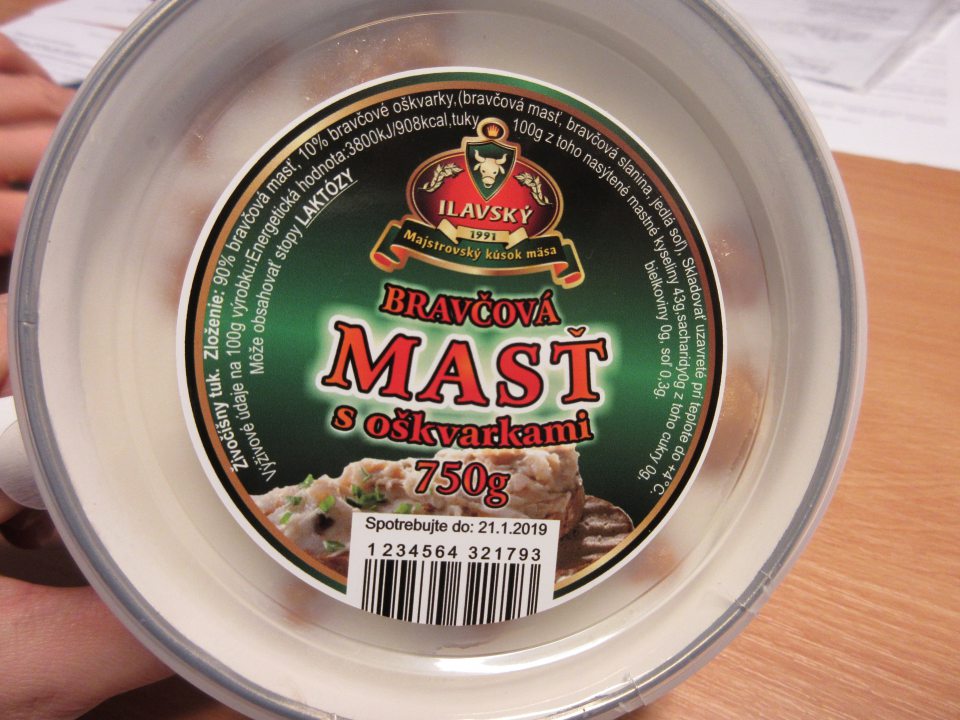 Živočíšny tuk. Zloženie: 90% bravčová masť, 10% bravčové oškvarky,(bravčová masť, bravčová slanina, jedlá soľ), Skladovať uzavreté pri teplote do +4°C.
Výživové údaje na 100g výrobku:Energetická hodnota:3800kJ/908kcal,tuky 100g z toho nasýtené mastné kyseliny 43g,sacharidy0g z toho cukry 0g,
Môže obsahovať stopy LAKTÓZY
bielkoviny 0g, soľ 0,3g.
ILAVSKÝ
1991
Majstrovský kúsok mäsa
BRAVČOVÁ
MASŤ
s oškvarkami
750g
Spotrebujte do: 21.1.2019
1 234564 321793